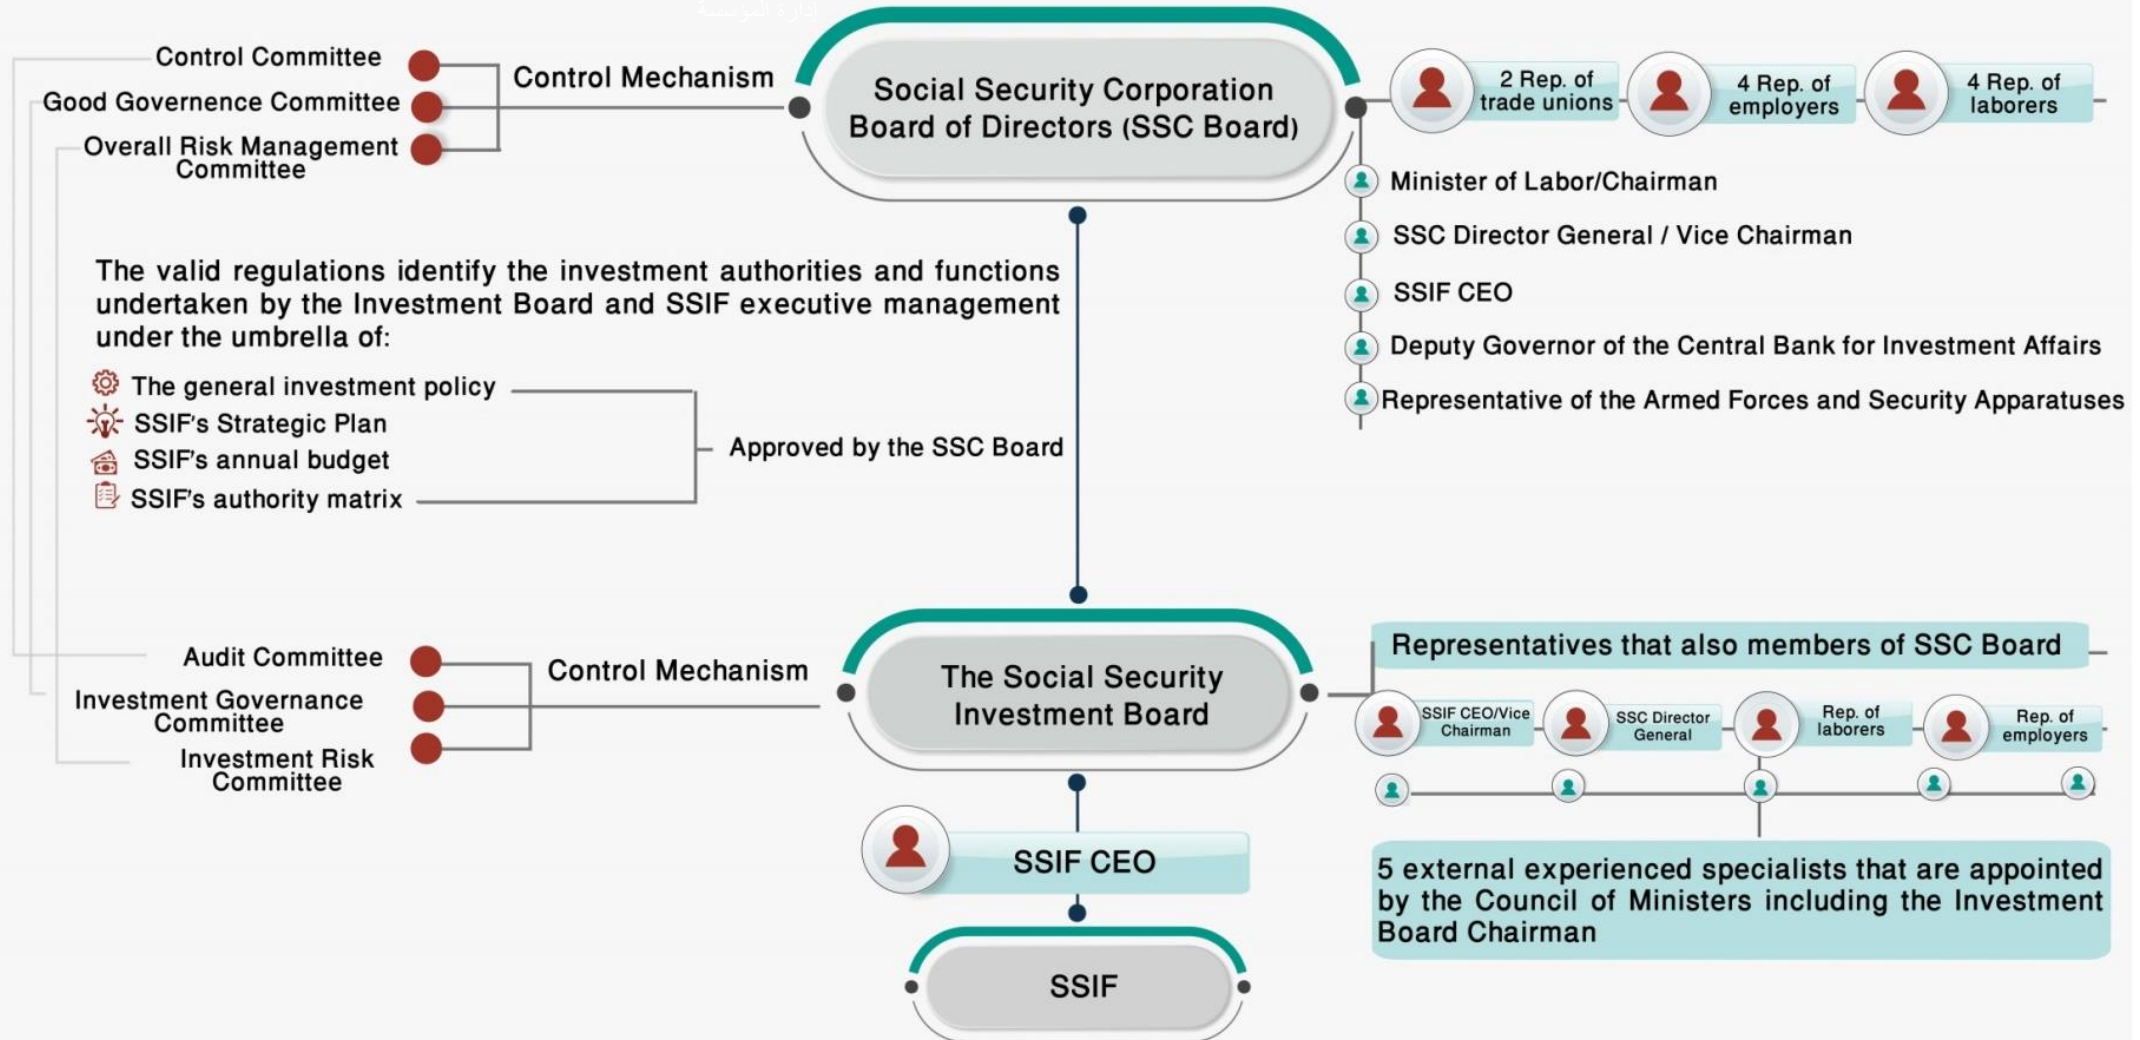 إدارة المؤسسة
Control Committee
Good Governence Committee
Overall Risk Management
Committee
Control Mechanism
Social Security Corporation
Board of Directors (SSC Board)
2 Rep. of
trade unions
4 Rep. of
employers
4 Rep. of
laborers
Minister of Labor/Chairman
SSC Director General / Vice Chairman
SSIF CEO
Deputy Governor of the Central Bank for Investment Affairs
Representative of the Armed Forces and Security Apparatuses
The valid regulations identify the investment authorities and functions
undertaken by the Investment Board and SSIF executive management
under the umbrella of:
The general investment policy
SSIF's Strategic Plan
SSIF's annual budget
SSIF's authority matrix
Approved by the SSC Board
Audit Committee
Investment Governance
Committee
Investment Risk
Committee
Control Mechanism
The Social Security
Investment Board
Representatives that also members of SSC Board
SSIF CEO/Vice
Chairman
SSC Director
General
Rep. of
laborers
Rep. of
employers
5 external experienced specialists that are appointed
by the Council of Ministers including the Investment
Board Chairman
SSIF CEO
SSIF